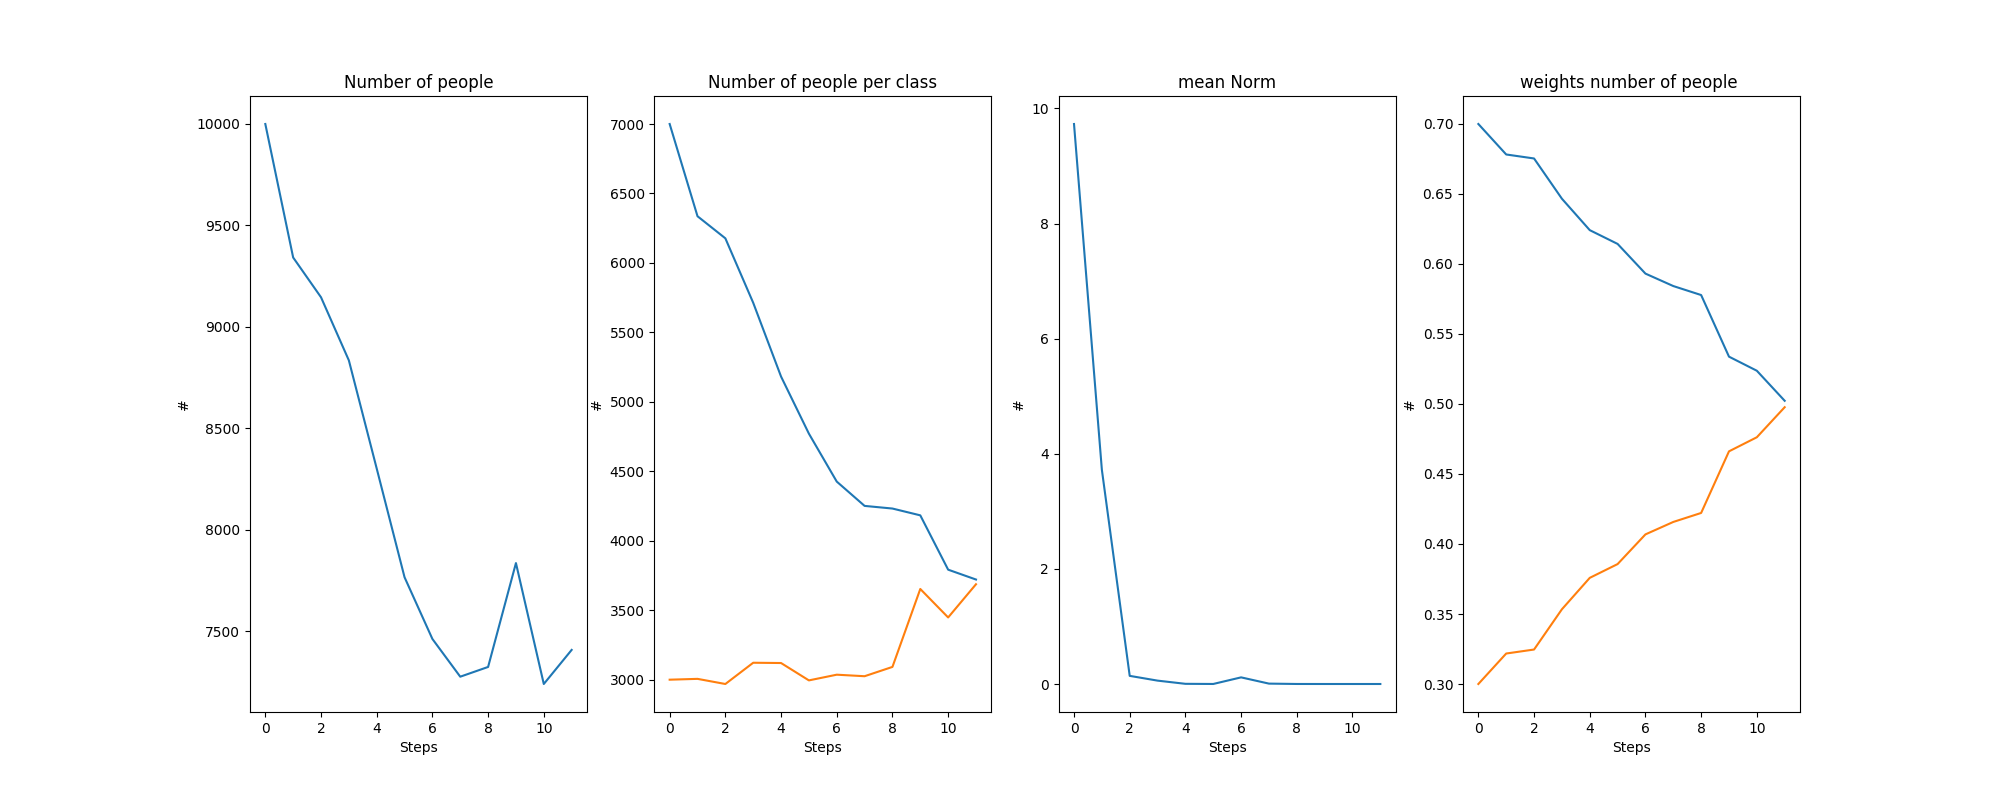 Number of people
10000
9500
9000
8500
8000
7500
#
0 2 4 6 8 10
Steps
Number of people per class
7000
6500
6000
5500
5000
4500
4000
3500
3000
#
0 2 4 6 8 10
Steps
mean Norm
10
8
6
4
2
0
#
0 2 4 6 8 10
Steps
weights number of people
0.70
0.65
0.60
0.55
0.50
0.45
0.40
0.35
0.30
#
0 2 4 6 8 10
Steps